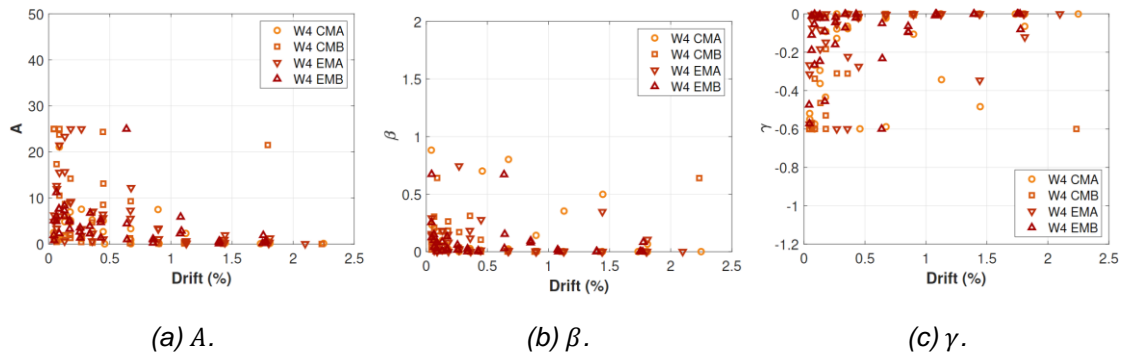 50
40
30
20
10
0
A
0 0.5 1 1.5 2 2.5
Drift (%)
W4 CMA
W4 CMB
W4 EMA
W4 EMB
(a) A.
2
1.5
1
0.5
0
β
0 0.5 1 1.5 2 2.5
Drift (%)
W4 CMA
W4 CMB
W4 EMA
W4 EMB
(b) β.
0
-0.2
-0.4
-0.6
-0.8
-1
-1.2
γ
0 0.5 1 1.5 2 2.5
Drift (%)
W4 CMA
W4 CMB
W4 EMA
W4 EMB
(c) γ.